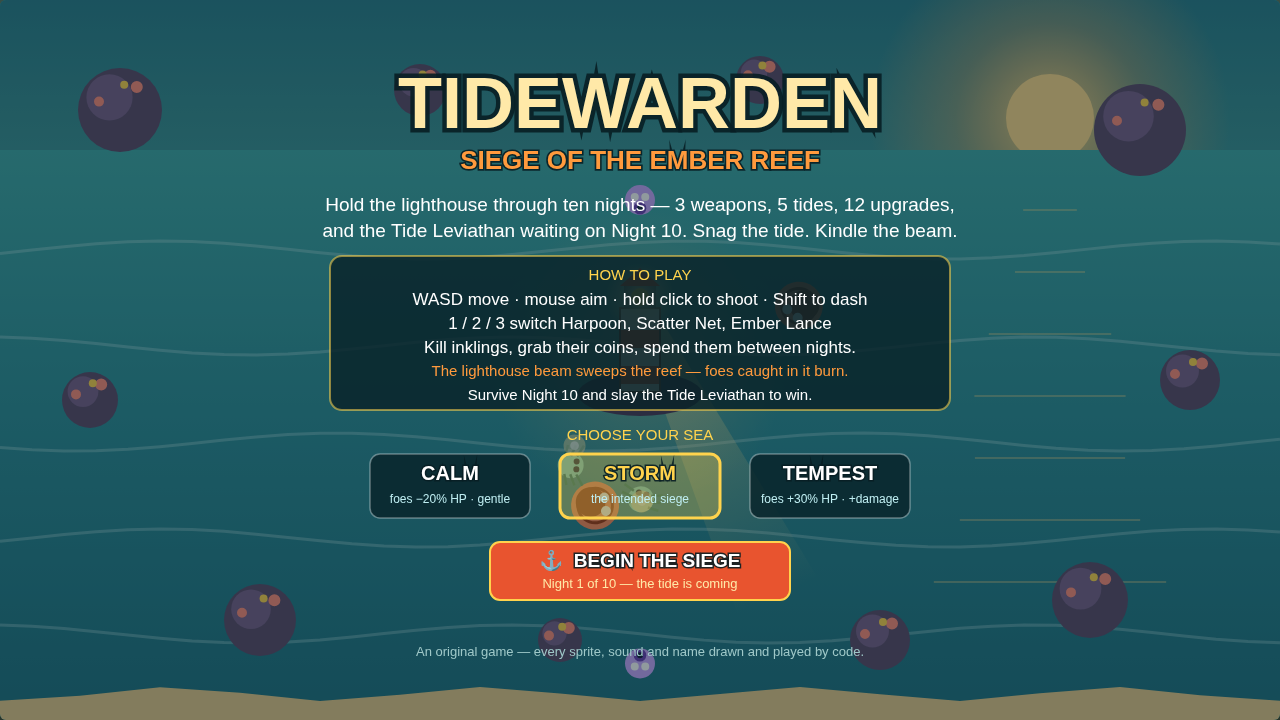 TIDEWARDEN
SIEGE OF THE EMBER REEF
Hold the lighthouse through ten nights — 3 weapons, 5 tides, 12 upgrades,
and the Tide Leviathan waiting on Night 10. Snag the tide. Kindle the beam.
HOW TO PLAY
WASD move · mouse aim · hold click to shoot · Shift to dash
1 / 2 / 3 switch Harpoon, Scatter Net, Ember Lance
Kill inklings, grab their coins, spend them between nights.
The lighthouse beam sweeps the reef — foes caught in it burn.
Survive Night 10 and slay the Tide Leviathan to win.
CHOOSE YOUR SEA
CALM
foes −20% HP · gentle
STORM
the intended siege
TEMPEST
foes +30% HP · +damage
⚓ BEGIN THE SIEGE
Night 1 of 10 — the tide is coming
An original game — every sprite, sound and name drawn and played by code.